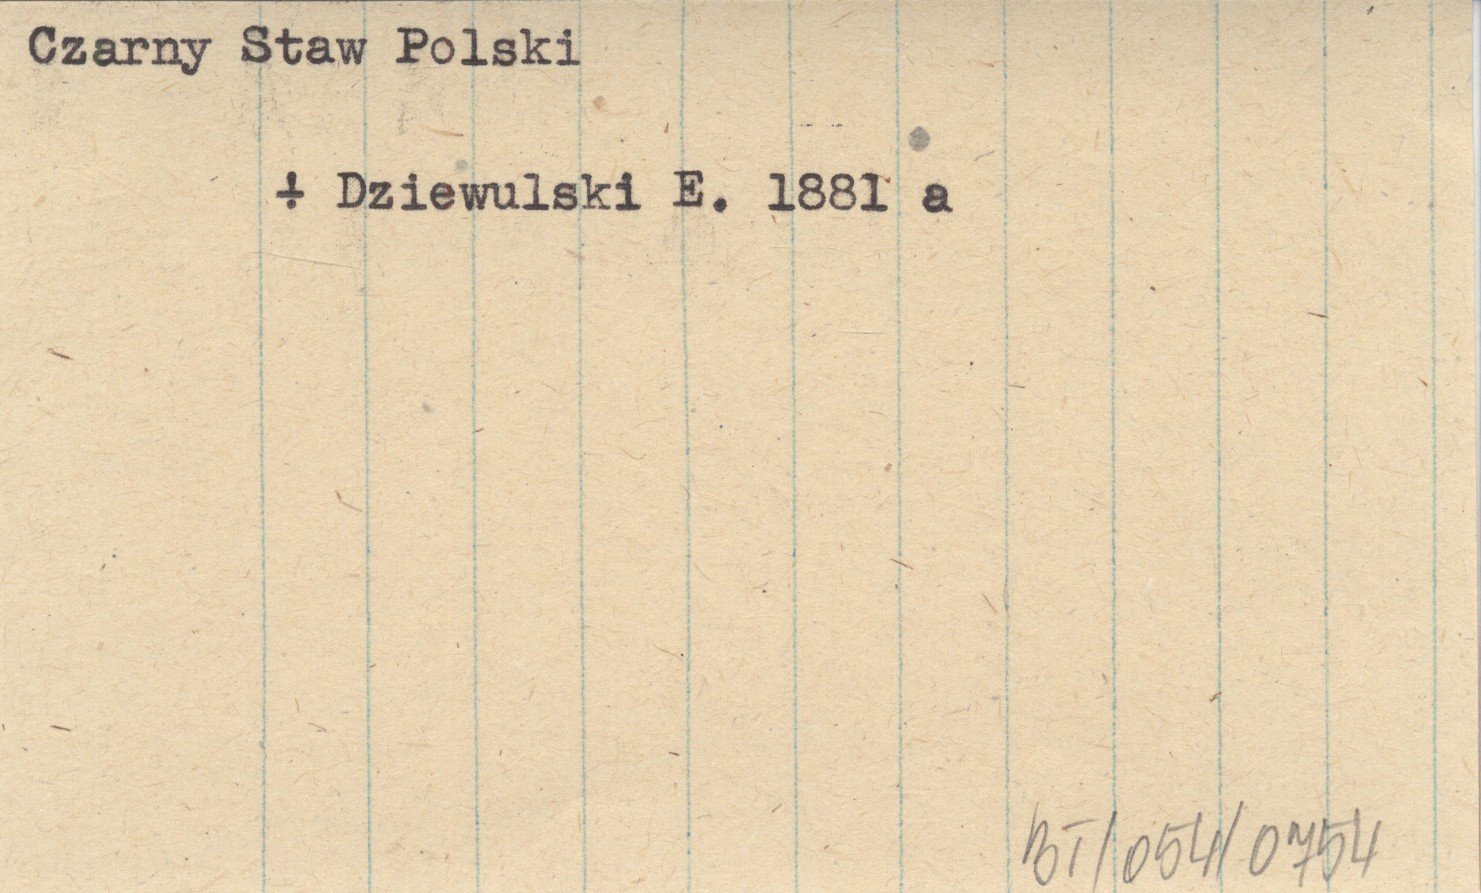 Czarny Staw Polski
÷ Dziewulski E. 1881 a
BT/054/0754